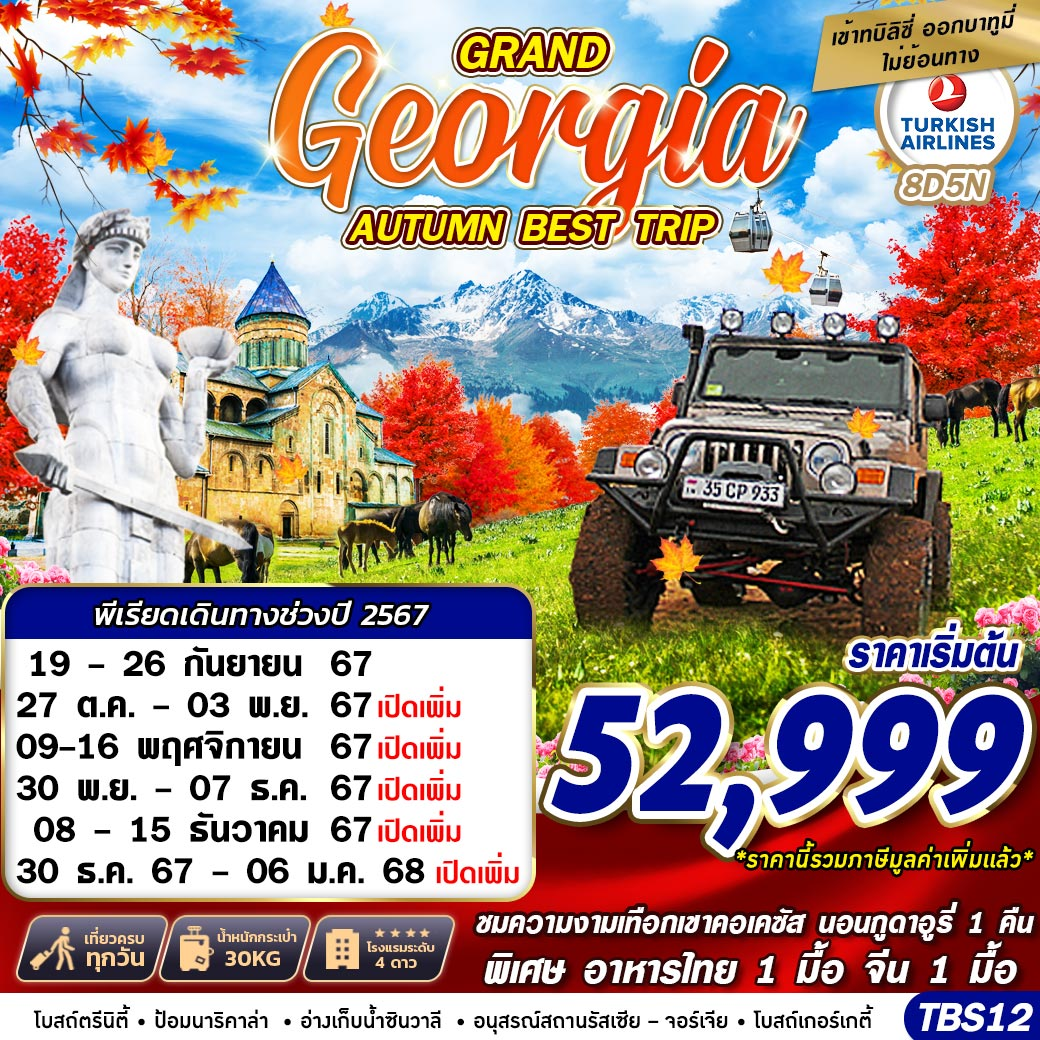 GRAND
Georgia
AUTUMN BEST TRIP
เข้าทบิลิซี่ ออกบาทูมี่
ไม่ย้อนทาง
TURKISH
AIRLINES
8D5N
35 CP 933
พีเรียดเดินทางช่วงปี 2567
19 - 26 กันยายน 67
27 ต.ค. - 03 พ.ย. 67 เปิดเพิ่ม
09-16 พฤศจิกายน 67 เปิดเพิ่ม
30 พ.ย. - 07 ธ.ค. 67 เปิดเพิ่ม
08 - 15 ธันวาคม 67 เปิดเพิ่ม
30 ธ.ค. 67 - 06 ม.ค. 68 เปิดเพิ่ม
ราคาเริ่มต้น
52,999
*ราคานี้รวมภาษีมูลค่าเพิ่มแล้ว*
เที่ยวครบ
ทุกวัน
น้ำหนักกระเป๋า
30KG
โรงแรมระดับ
4 ดาว
ชมความงามเทือกเขาคอเคซัส นอนกูดาอูรี่ 1 คืน
พิเศษ อาหารไทย 1 มื้อ จีน 1 มื้อ
โบสถ์ตรีนิตี้ • ป้อมนาริคาล่า • อ่างเก็บน้ำซินวาลี • อนุสรณ์สถานรัสเซีย – จอร์เจีย • โบสถ์เกอร์เกตี้
TBS12